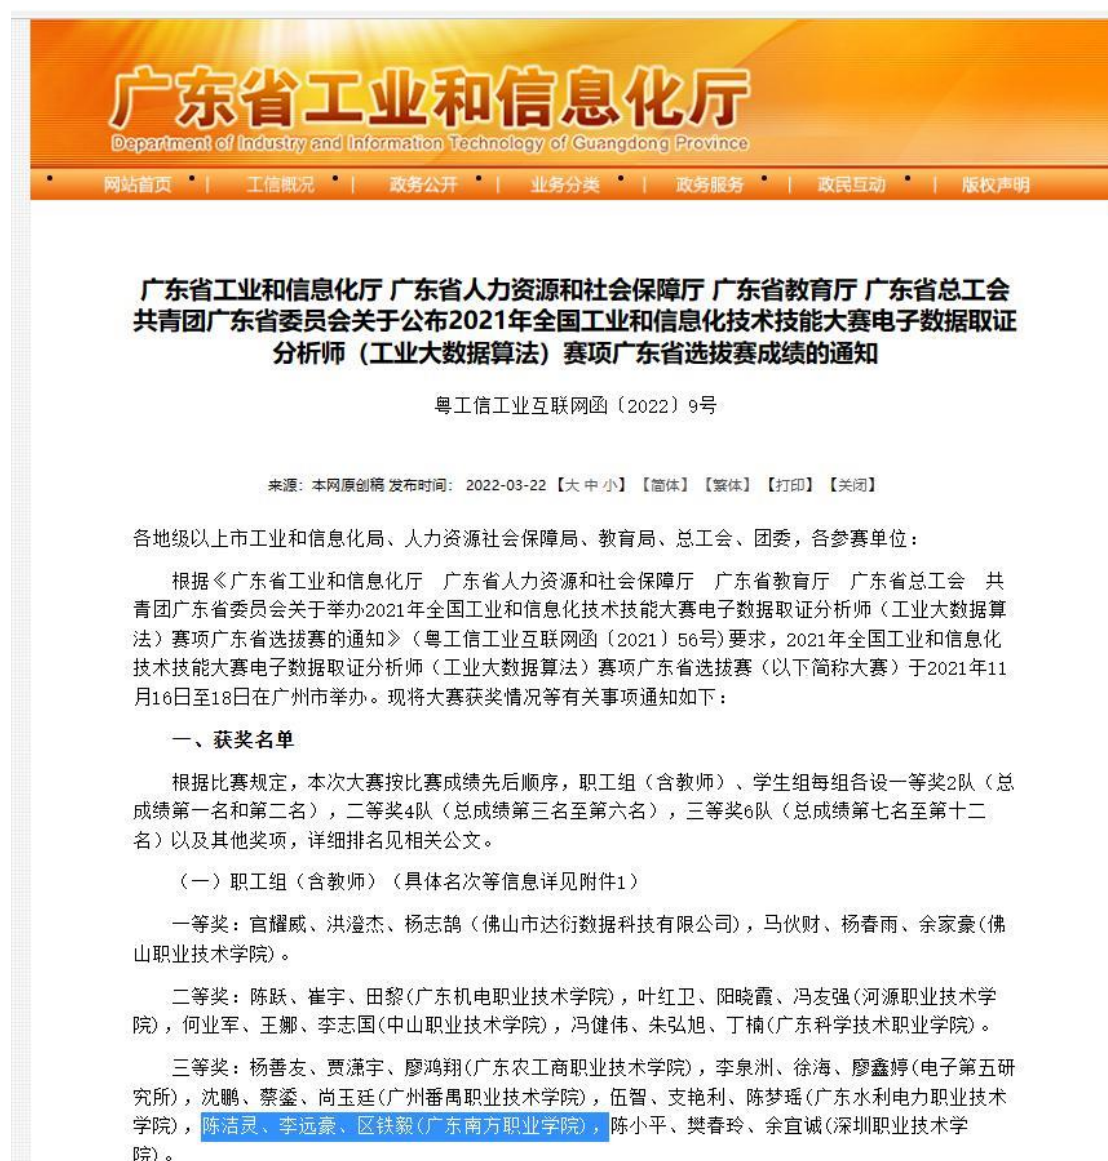 广东省工业和信息化厅
Department of Industry and Information Technology of Guangdong Province
网站首页 | 工信概况 | 政务公开 | 业务分类 | 政务服务 | 政民互动 | 版权声明
广东省工业和信息化厅 广东省人力资源和社会保障厅 广东省教育厅 广东省总工会
共青团广东省委员会关于公布2021年全国工业和信息化技术技能大赛电子数据取证
分析师（工业大数据算法）赛项广东省选拔赛成绩的通知
粤工信工业互联网函〔2022〕9号
来源：本网原创稿 发布时间： 2022-03-22 【大 中 小】 【简体】 【繁体】 【打印】 【关闭】
各地级以上市工业和信息化局、人力资源社会保障局、教育局、总工会、团委，各参赛单位：
根据《广东省工业和信息化厅 广东省人力资源和社会保障厅 广东省教育厅 广东省总工会 共
青团广东省委员会关于举办2021年全国工业和信息化技术技能大赛电子数据取证分析师（工业大数据算
法）赛项广东省选拔赛的通知》（粤工信工业互联网函〔2021〕56号)要求，2021年全国工业和信息化
技术技能大赛电子数据取证分析师（工业大数据算法）赛项广东省选拔赛（以下简称大赛）于2021年11
月16日至18日在广州市举办。现将大赛获奖情况等有关事项通知如下：
一、获奖名单
根据比赛规定，本次大赛按比赛成绩先后顺序，职工组（含教师）、学生组每组各设一等奖2队（总
成绩第一名和第二名），二等奖4队（总成绩第三名至第六名），三等奖6队（总成绩第七名至第十二
名）以及其他奖项，详细排名见相关公文。
（一）职工组（含教师）（具体名次等信息详见附件1）
一等奖：官耀威、洪澄杰、杨志鹄（佛山市达衍数据科技有限公司)，马伙财、杨春雨、余家豪(佛
山职业技术学院)。
二等奖：陈跃、崔宇、田黎(广东机电职业技术学院)，叶红卫、阳晓霞、冯友强(河源职业技术学
院)，何业军、王娜、李志国(中山职业技术学院)，冯健伟、朱弘旭、丁楠(广东科学技术职业学院)。
三等奖：杨善友、贾潇宇、廖鸿翔(广东农工商职业技术学院)，李泉洲、徐海、廖鑫婷(电子第五研
究所)，沈鹏、蔡鎏、尚玉廷(广州番禺职业技术学院)，伍智、支艳利、陈梦瑶(广东水利电力职业技术
学院)，陈洁灵、李远豪、区铁毅(广东南方职业学院)，陈小平、樊春玲、余宜诚(深圳职业技术学
院)。